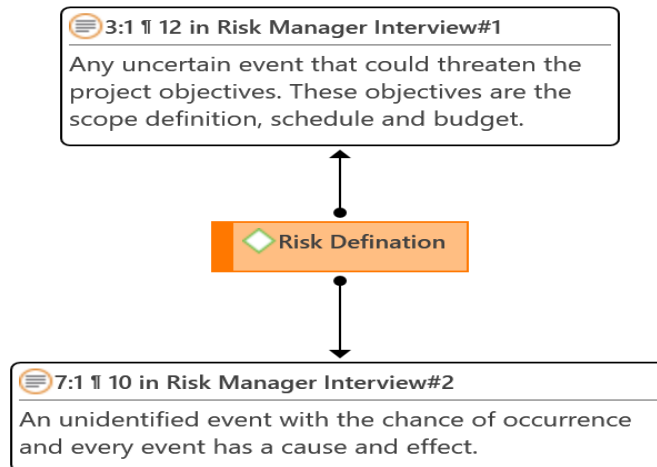 3:1 ¶ 12 in Risk Manager Interview#1
Any uncertain event that could threaten the
project objectives. These objectives are the
scope definition, schedule and budget.
Risk Defination
7:1 ¶ 10 in Risk Manager Interview#2
An unidentified event with the chance of occurrence
and every event has a cause and effect.